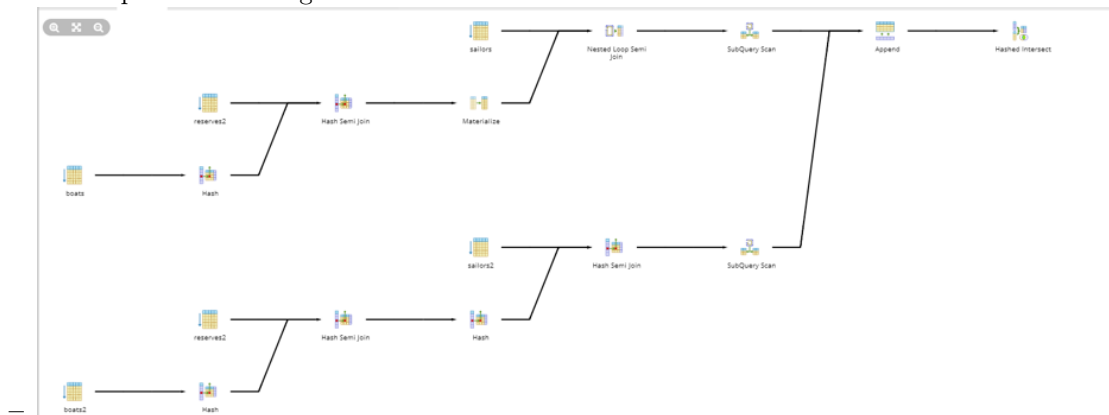 sailors
Nested Loop Semi
Join
SubQuery Scan
Append
Hashed Intersect
reserves2
Hash Semi Join
Materialize
boats
Hash
sailors2
Hash Semi Join
SubQuery Scan
reserves2
Hash Semi Join
Hash
boats2
Hash